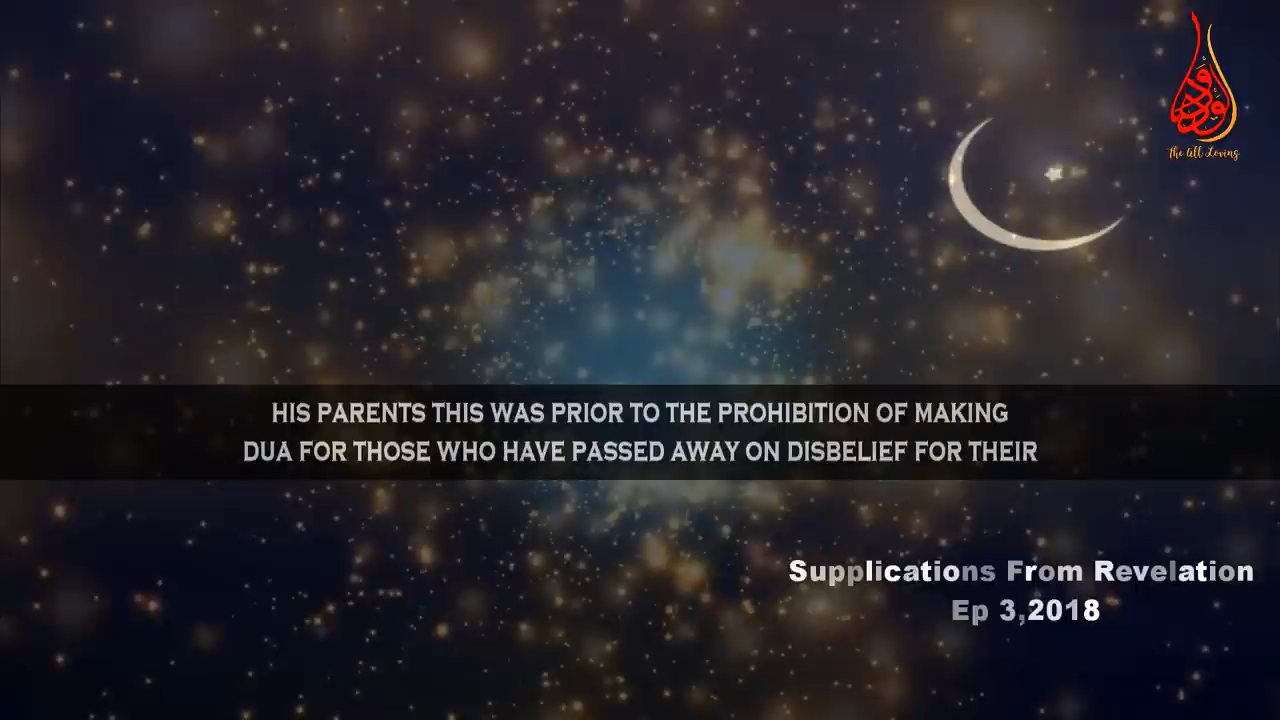 الودود
The All Loving
HIS PARENTS THIS WAS PRIOR TO THE PROHIBITION OF MAKING
DUA FOR THOSE WHO HAVE PASSED AWAY ON DISBELIEF FOR THEIR
Supplications From Revelation
Ep 3,2018